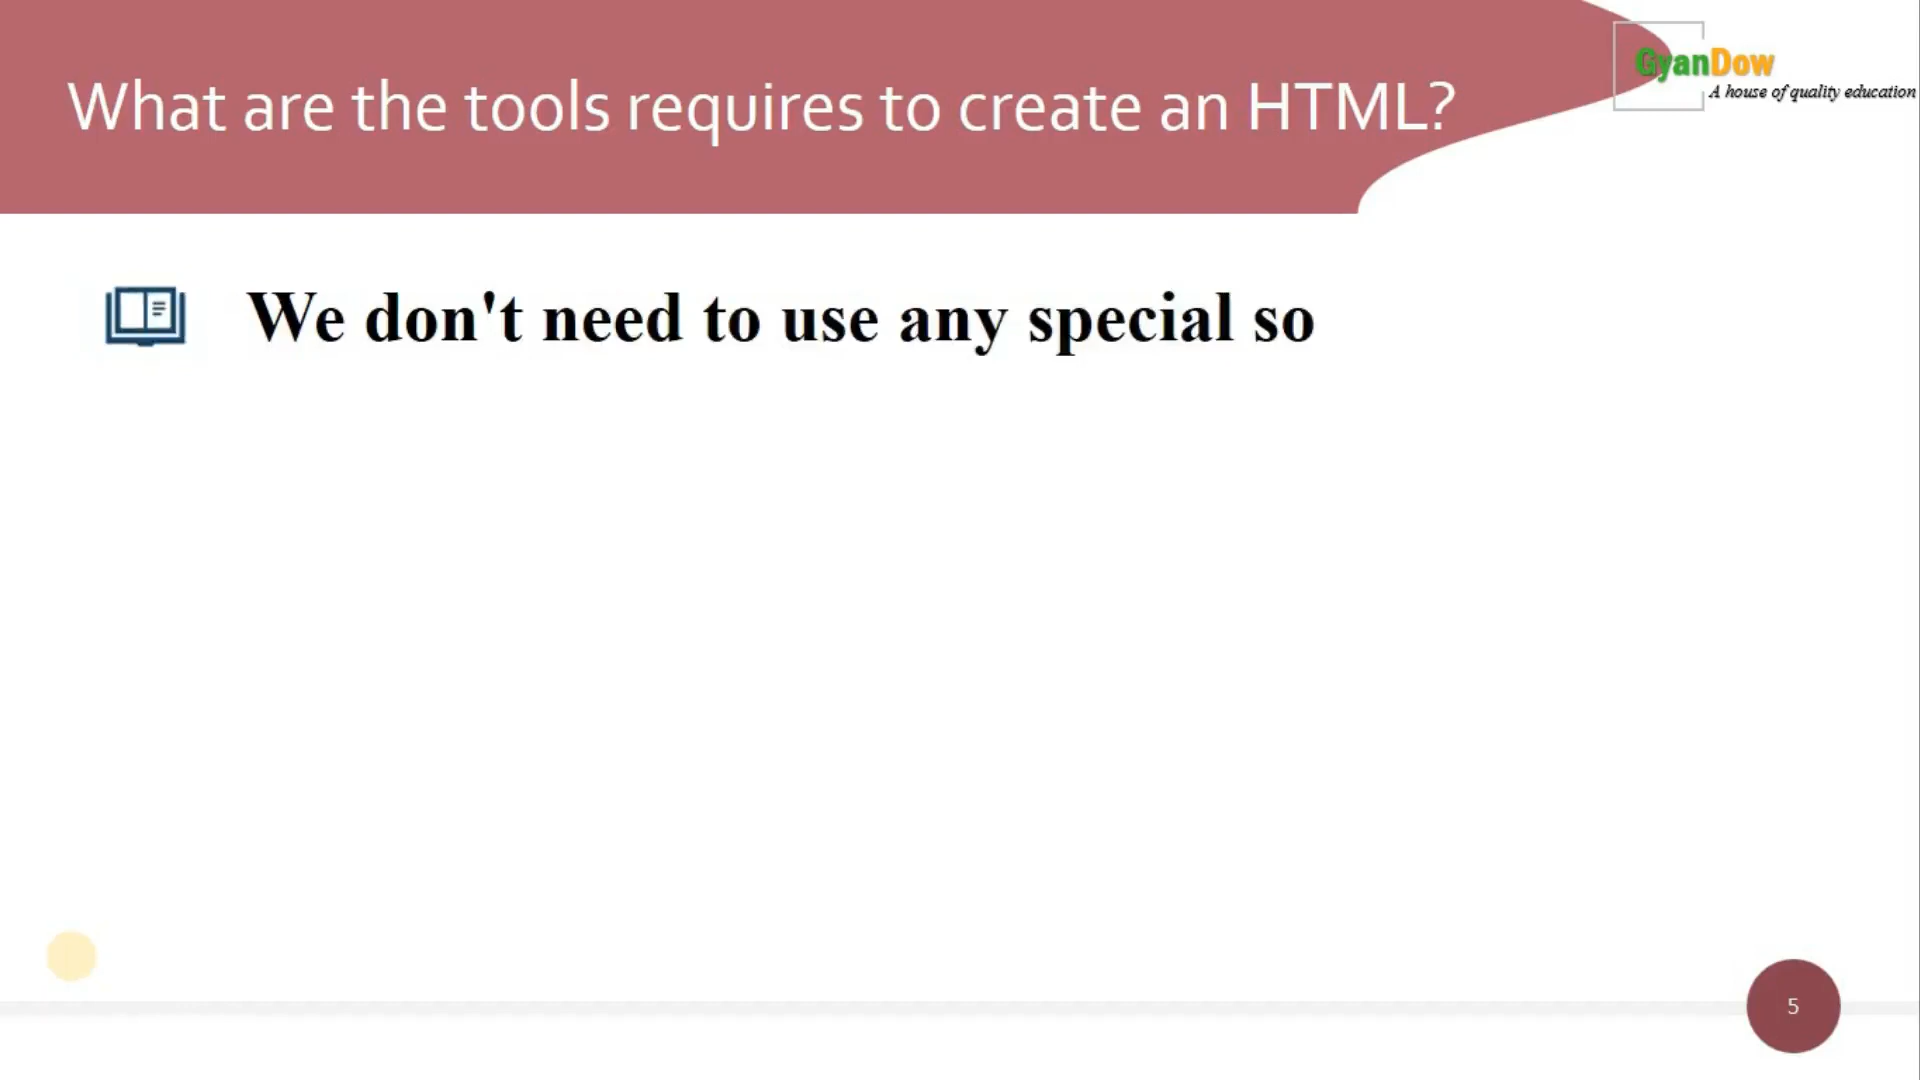 What are the tools requires to create an HTML?
GyanDow
A house of quality education
We don't need to use any special so
5